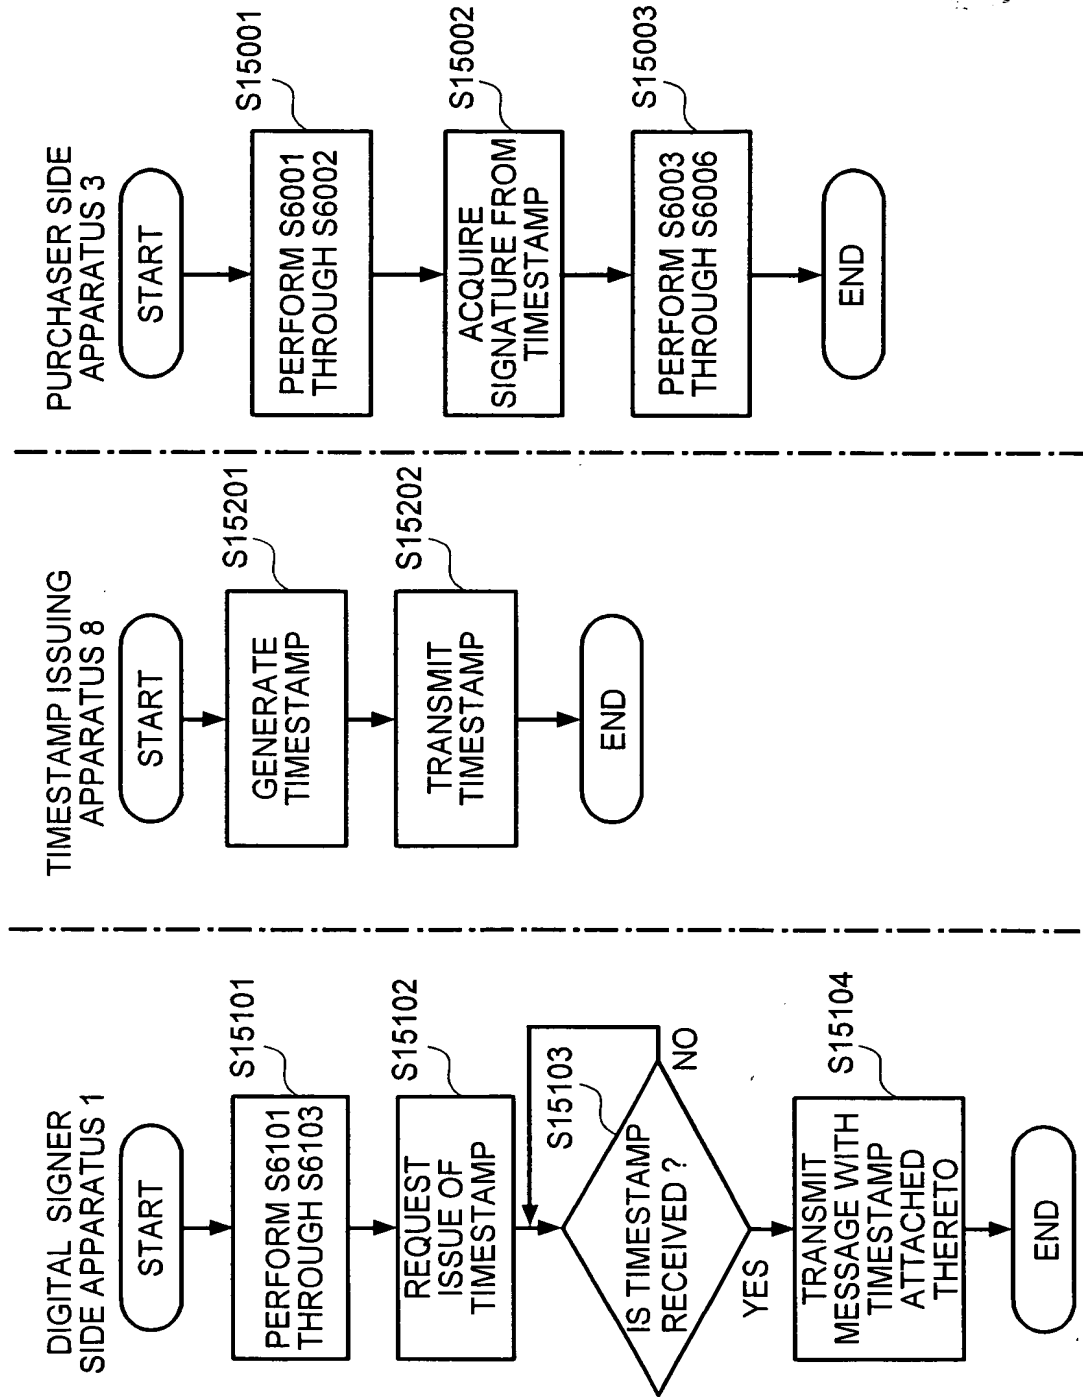 DIGITAL SIGNER
SIDE APPARATUS 1
START
S15101
PERFORM S6101
THROUGH S6103
S15102
REQUEST
ISSUE OF
TIMESTAMP
S15103
IS TIMESTAMP
RECEIVED ?
NO
YES
S15104
TRANSMIT
MESSAGE WITH
TIMESTAMP
ATTACHED
THERETO
END
TIMESTAMP ISSUING
APPARATUS 8
START
S15201
GENERATE
TIMESTAMP
S15202
TRANSMIT
TIMESTAMP
END
PURCHASER SIDE
APPARATUS 3
START
S15001
PERFORM S6001
THROUGH S6002
S15002
ACQUIRE
SIGNATURE FROM
TIMESTAMP
S15003
PERFORM S6003
THROUGH S6006
END